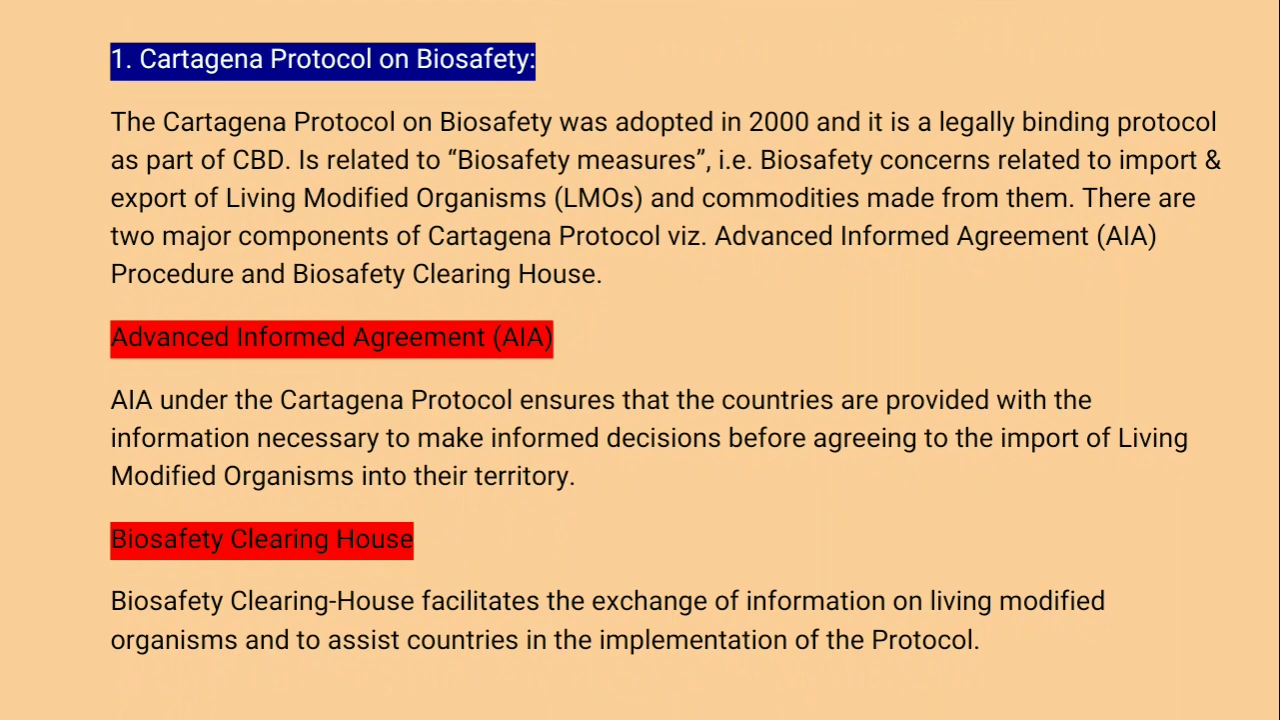 1. Cartagena Protocol on Biosafety:
The Cartagena Protocol on Biosafety was adopted in 2000 and it is a legally binding protocol
as part of CBD. Is related to “Biosafety measures”, i.e. Biosafety concerns related to import &
export of Living Modified Organisms (LMOs) and commodities made from them. There are
two major components of Cartagena Protocol viz. Advanced Informed Agreement (AIA)
Procedure and Biosafety Clearing House.
Advanced Informed Agreement (AIA)
AIA under the Cartagena Protocol ensures that the countries are provided with the
information necessary to make informed decisions before agreeing to the import of Living
Modified Organisms into their territory.
Biosafety Clearing House
Biosafety Clearing-House facilitates the exchange of information on living modified
organisms and to assist countries in the implementation of the Protocol.